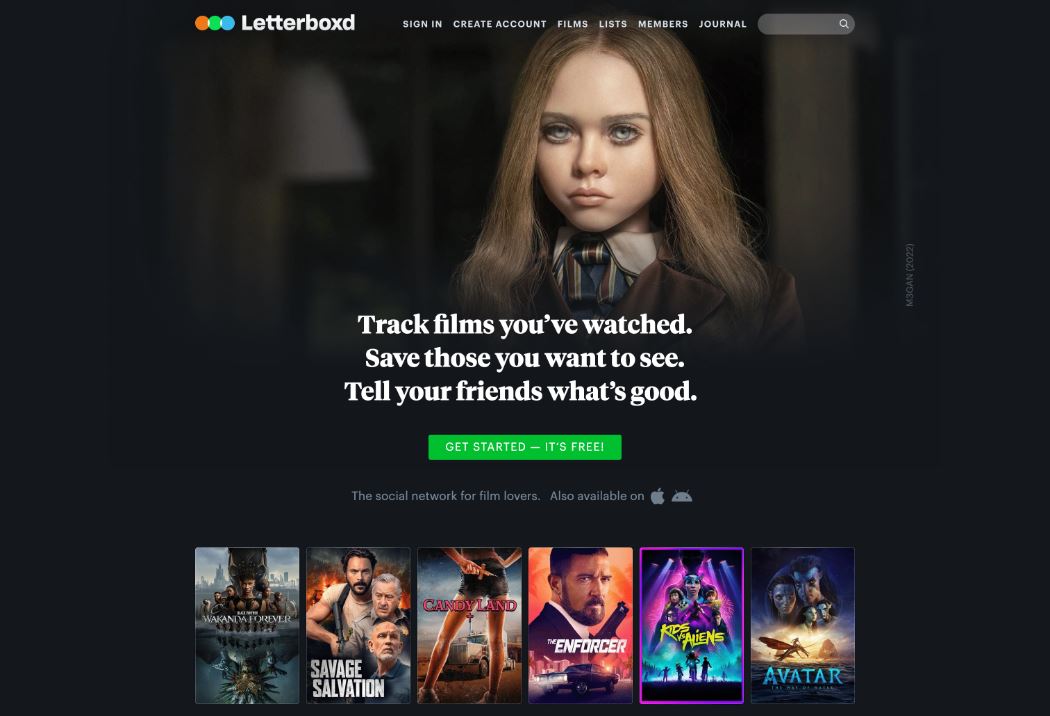 Letterboxd
SIGN IN CREATE ACCOUNT FILMS LISTS MEMBERS JOURNAL
M3GAN (2022)
Track films you've watched.
Save those you want to see.
Tell your friends what's good.
GET STARTED — IT'S FREE!
The social network for film lovers. Also available on
BLACK PANTHER
WAKANDA FOREVER
SAVAGE
SALVATION
CANDY LAND
THE ENFORCER
KIDS VS. ALIENS
AVATAR
THE WAY OF WATER